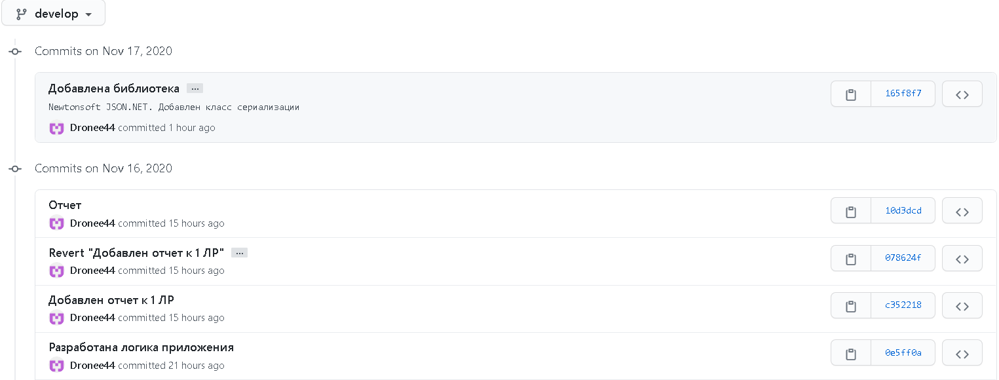 develop
Commits on Nov 17, 2020
Добавлена библиотека ...
Newtonsoft JSON.NET. Добавлен класс сериализации
165f8f7
Dronee44 committed 1 hour ago
Commits on Nov 16, 2020
Отчет
10d3dcd
Dronee44 committed 15 hours ago
Revert "Добавлен отчет к 1 ЛР" ...
078624f
Dronee44 committed 15 hours ago
Добавлен отчет к 1 ЛР
c352218
Dronee44 committed 15 hours ago
Разработана логика приложения
0e5ff0a
Dronee44 committed 21 hours ago